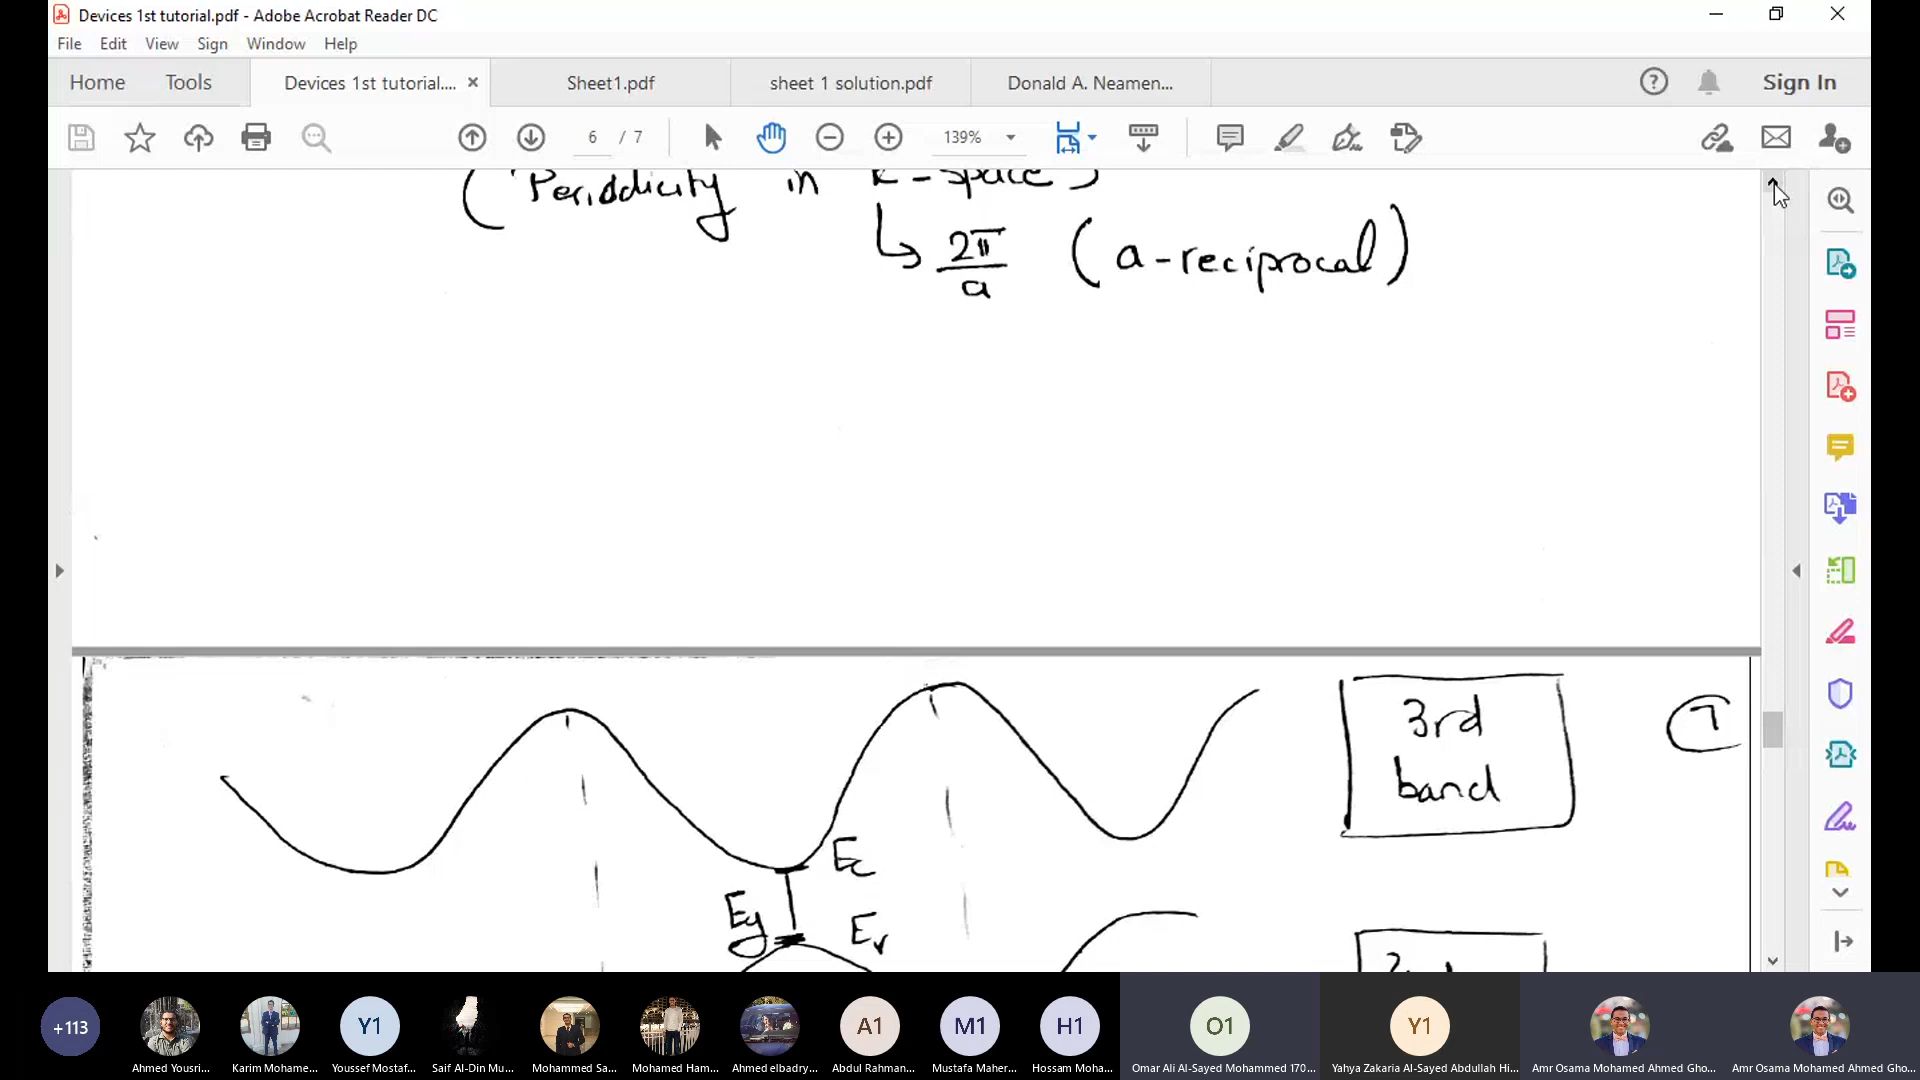 Devices 1st tutorial.pdf - Adobe Acrobat Reader DC
File Edit View Sign Window Help
Home Tools Devices 1st tutorial.... × Sheet1.pdf sheet 1 solution.pdf Donald A. Neamen... Sign In
6 / 7 139%
( Periodicity in k-space )
2π/a (a-reciprocal)
3rd band
7
Ec
Eg
Ev
+113
Ahmed Yousri... Karim Mohame... Youssef Mostaf... Saif Al-Din Mu... Mohammed Sa... Mohamed Ham... Ahmed elbadry... Abdul Rahman... Mustafa Maher... Hossam Moha... Omar Ali Al-Sayed Mohammed 170... Yahya Zakaria Al-Sayed Abdullah Hi... Amr Osama Mohamed Ahmed Gho... Amr Osama Mohamed Ahmed Gho...
Y1 A1 M1 H1 O1 Y1